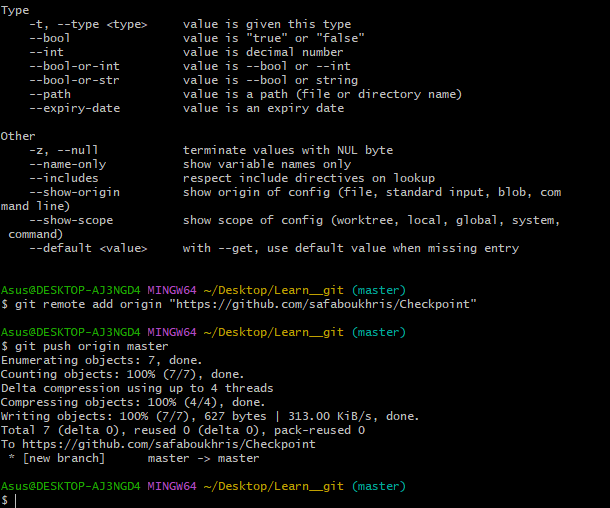 Type
    -t, --type <type>     value is given this type
    --bool                value is "true" or "false"
    --int                 value is decimal number
    --bool-or-int         value is --bool or --int
    --bool-or-str         value is --bool or string
    --path                value is a path (file or directory name)
    --expiry-date         value is an expiry date

Other
    -z, --null            terminate values with NUL byte
    --name-only           show variable names only
    --includes            respect include directives on lookup
    --show-origin         show origin of config (file, standard input, blob, com
mand line)
    --show-scope          show scope of config (worktree, local, global, system,
 command)
    --default <value>     with --get, use default value when missing entry

Asus@DESKTOP-AJ3NGD4 MINGW64 ~/Desktop/Learn__git (master)
$ git remote add origin "https://github.com/safaboukhris/Checkpoint"

Asus@DESKTOP-AJ3NGD4 MINGW64 ~/Desktop/Learn__git (master)
$ git push origin master
Enumerating objects: 7, done.
Counting objects: 100% (7/7), done.
Delta compression using up to 4 threads
Compressing objects: 100% (4/4), done.
Writing objects: 100% (7/7), 627 bytes | 313.00 KiB/s, done.
Total 7 (delta 0), reused 0 (delta 0), pack-reused 0
To https://github.com/safaboukhris/Checkpoint
 * [new branch]      master -> master

Asus@DESKTOP-AJ3NGD4 MINGW64 ~/Desktop/Learn__git (master)
$